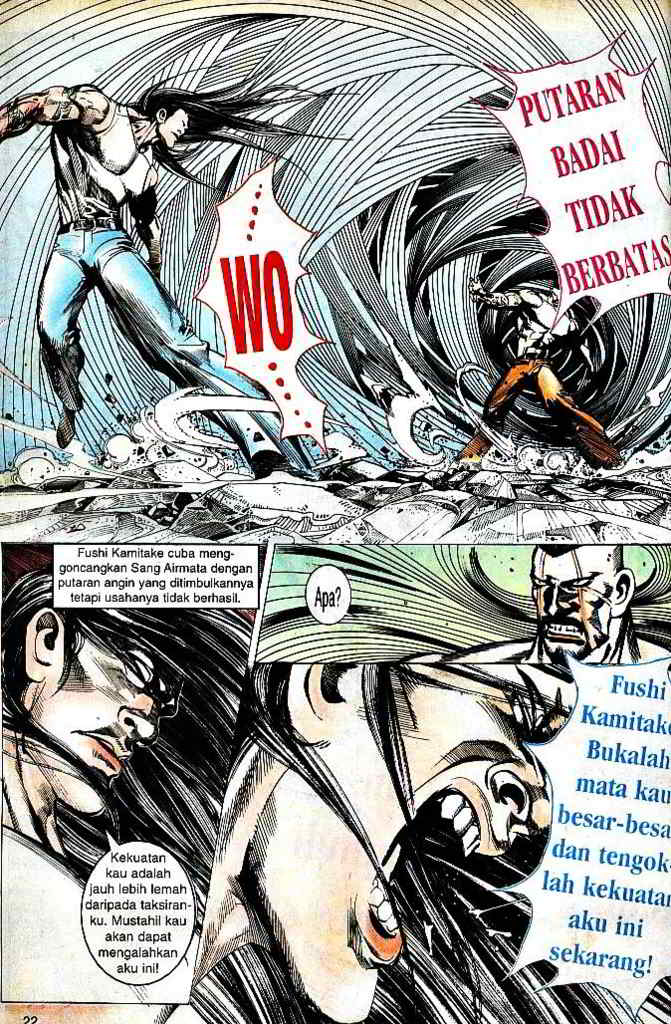 PUTARAN
BADAI
TIDAK
BERBATAS
WO
Fushi Kamitake cuba meng-
goncangkan Sang Airmata dengan
putaran angin yang ditimbulkannya
tetapi usahanya tidak berhasil.
Apa?
Kekuatan
kau adalah
jauh lebih lemah
daripada taksiran-
ku. Mustahil kau
akan dapat
mengalahkan
aku ini!
Fushi
Kamitake
Bukalah
mata kau
besar-besa
dan tengok-
lah kekuatan
aku ini
sekarang!
22